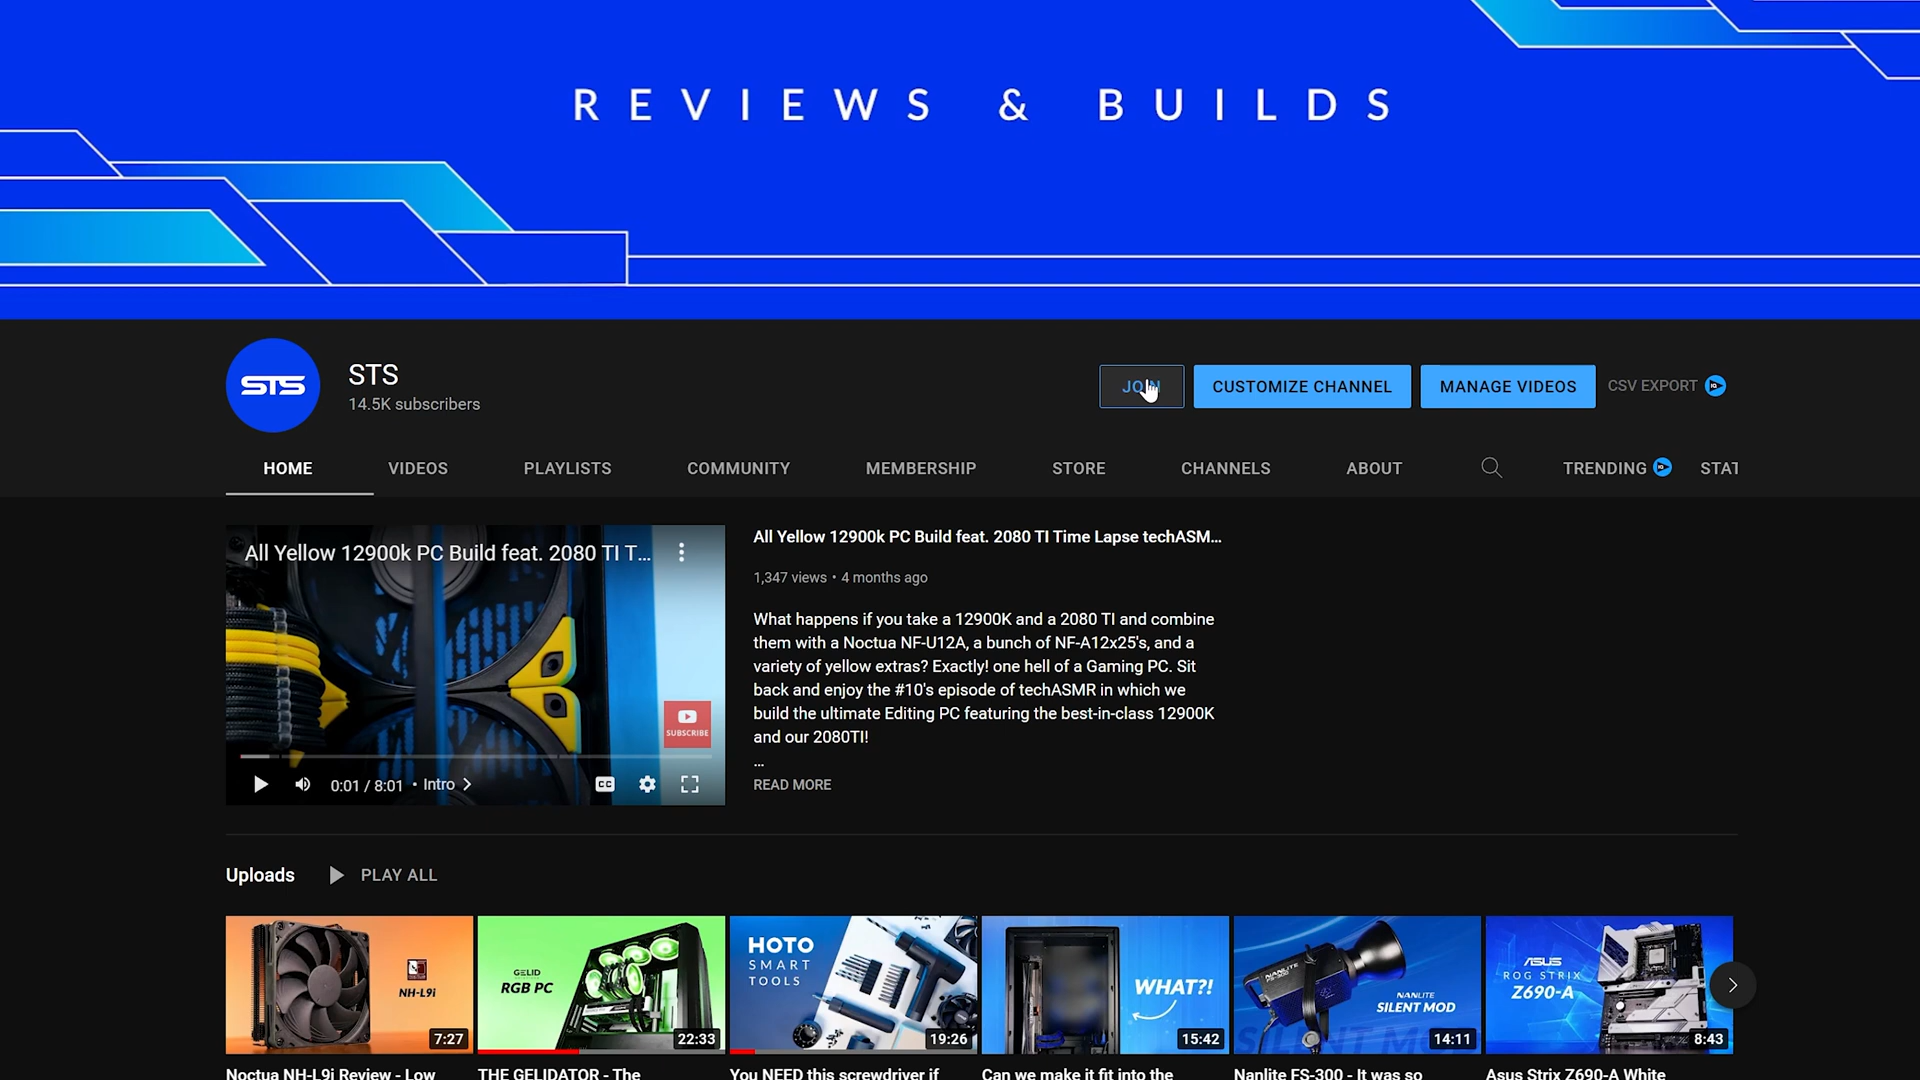 REVIEWS & BUILDS
STS
STS
14.5K subscribers
JOIN
CUSTOMIZE CHANNEL
MANAGE VIDEOS
CSV EXPORT
HOME
VIDEOS
PLAYLISTS
COMMUNITY
MEMBERSHIP
STORE
CHANNELS
ABOUT
TRENDING
STAT
All Yellow 12900k PC Build feat. 2080 TI T...
SUBSCRIBE
0:01 / 8:01 • Intro
CC
All Yellow 12900k PC Build feat. 2080 TI Time Lapse techASM...
1,347 views • 4 months ago
What happens if you take a 12900K and a 2080 TI and combine
them with a Noctua NF-U12A, a bunch of NF-A12x25's, and a
variety of yellow extras? Exactly! one hell of a Gaming PC. Sit
back and enjoy the #10's episode of techASMR in which we
build the ultimate Editing PC featuring the best-in-class 12900K
and our 2080TI!
...
READ MORE
Uploads
PLAY ALL
NH-L9i
7:27
GELID
RGB PC
22:33
HOTO
SMART
TOOLS
19:26
WHAT?!
15:42
NANLITE
NANLITE
SILENT MOD
SILENT MOD
14:11
ASUS
ROG STRIX
Z690-A
8:43
Noctua NH-L9i Review - Low
THE GELIDATOR - The
You NEED this screwdriver if
Can we make it fit into the
Nanlite FS-300 - It was so
Asus Strix Z690-A White